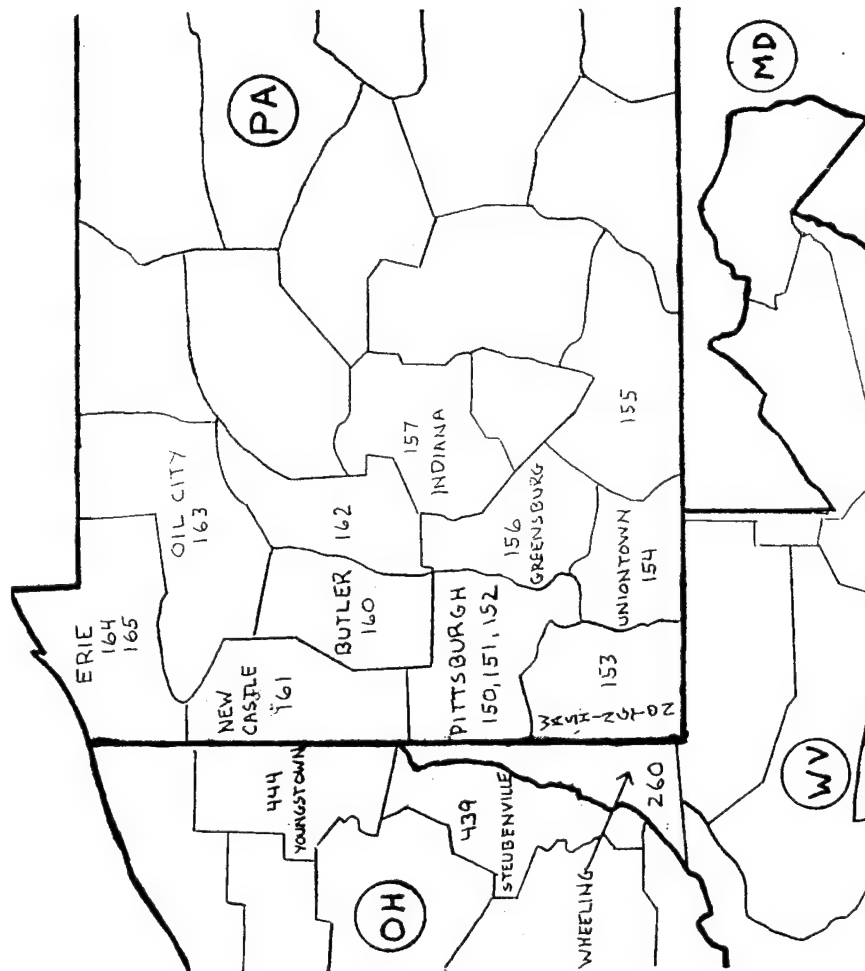 PA
MD
ERIE
164
165
OIL CITY
163
157
INDIANA
155
162
156
GREENSBURG
UNIONTOWN
154
BUTLER
160
NEW
CASTLE
161
PITTSBURGH
150, 151, 152
153
WASHINGTON
444
YOUNGSTOWN
439
STEUBENVILLE
260
WHEELING
OH
WV